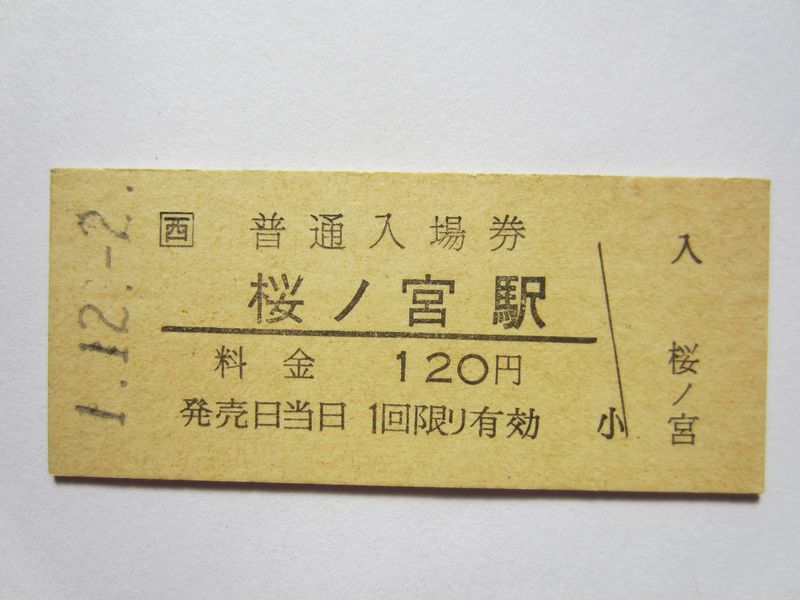 1.12.-2.
西 普通入場券
桜ノ宮駅
料金 120円
発売日当日 1回限り有効 小
入
桜ノ宮